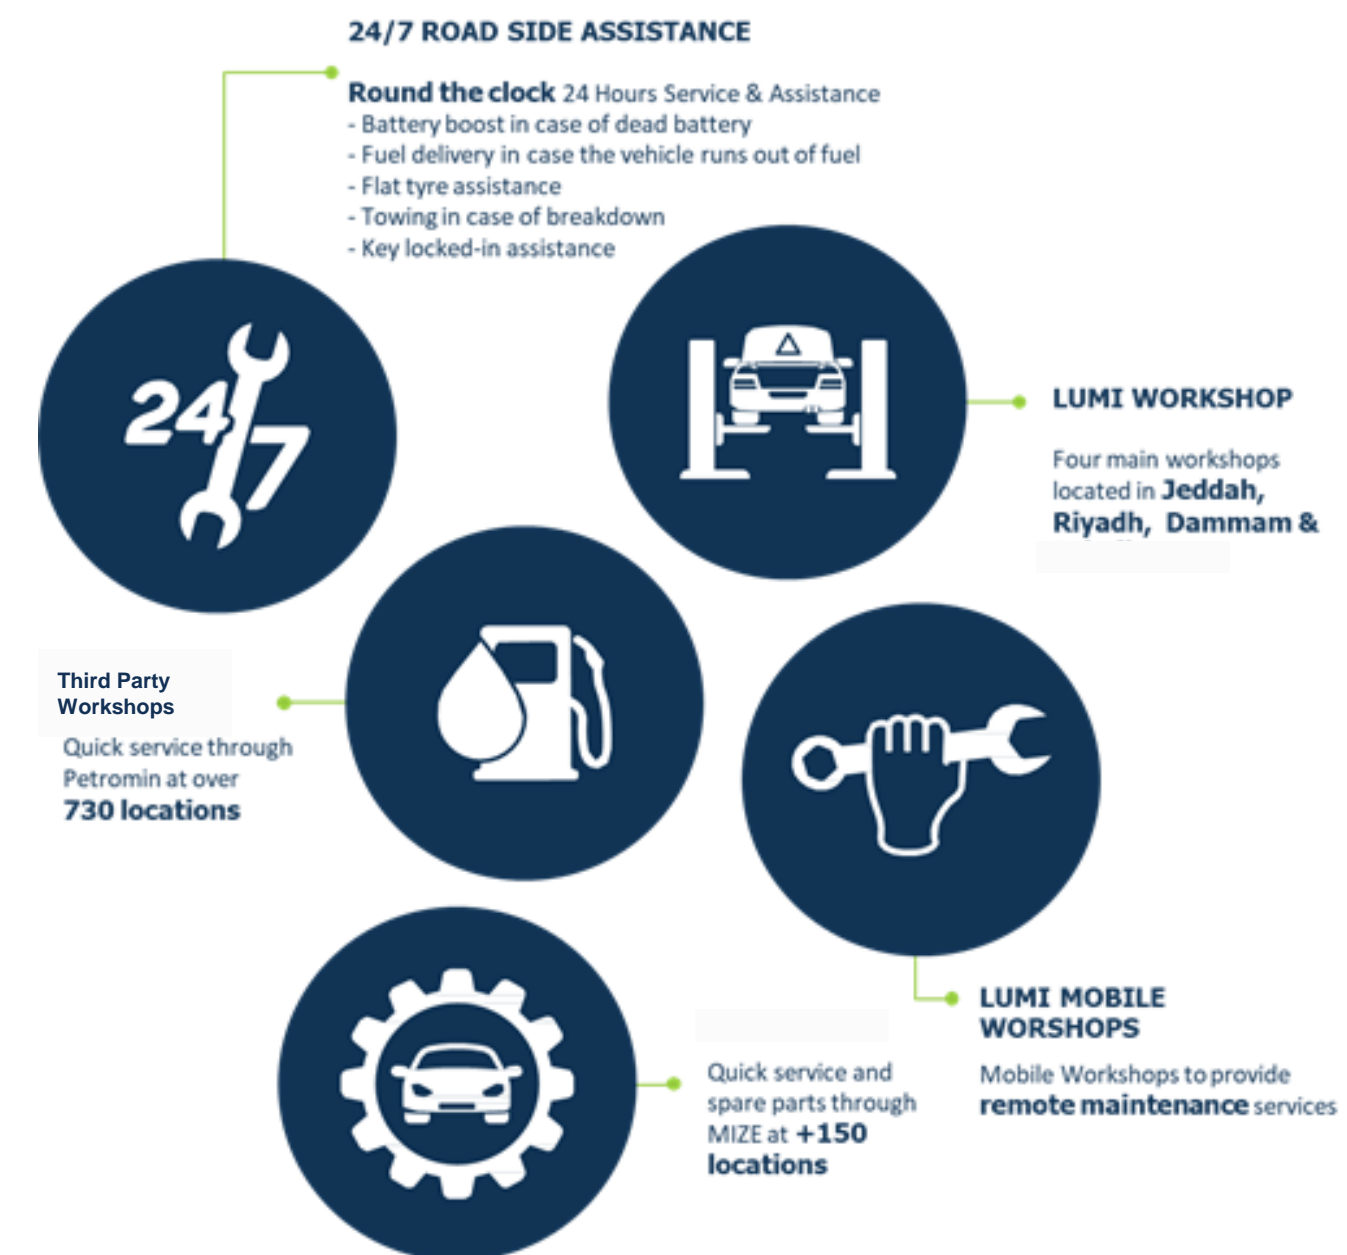 24/7 ROAD SIDE ASSISTANCE
Round the clock 24 Hours Service & Assistance
- Battery boost in case of dead battery
- Fuel delivery in case the vehicle runs out of fuel
- Flat tyre assistance
- Towing in case of breakdown
- Key locked-in assistance
24/7
LUMI WORKSHOP
Four main workshops
located in Jeddah,
Riyadh, Dammam &
Third Party
Workshops
Quick service through
Petromin at over
730 locations
LUMI MOBILE
WORSHOPS
Mobile Workshops to provide
remote maintenance services
Quick service and
spare parts through
MIZE at +150
locations